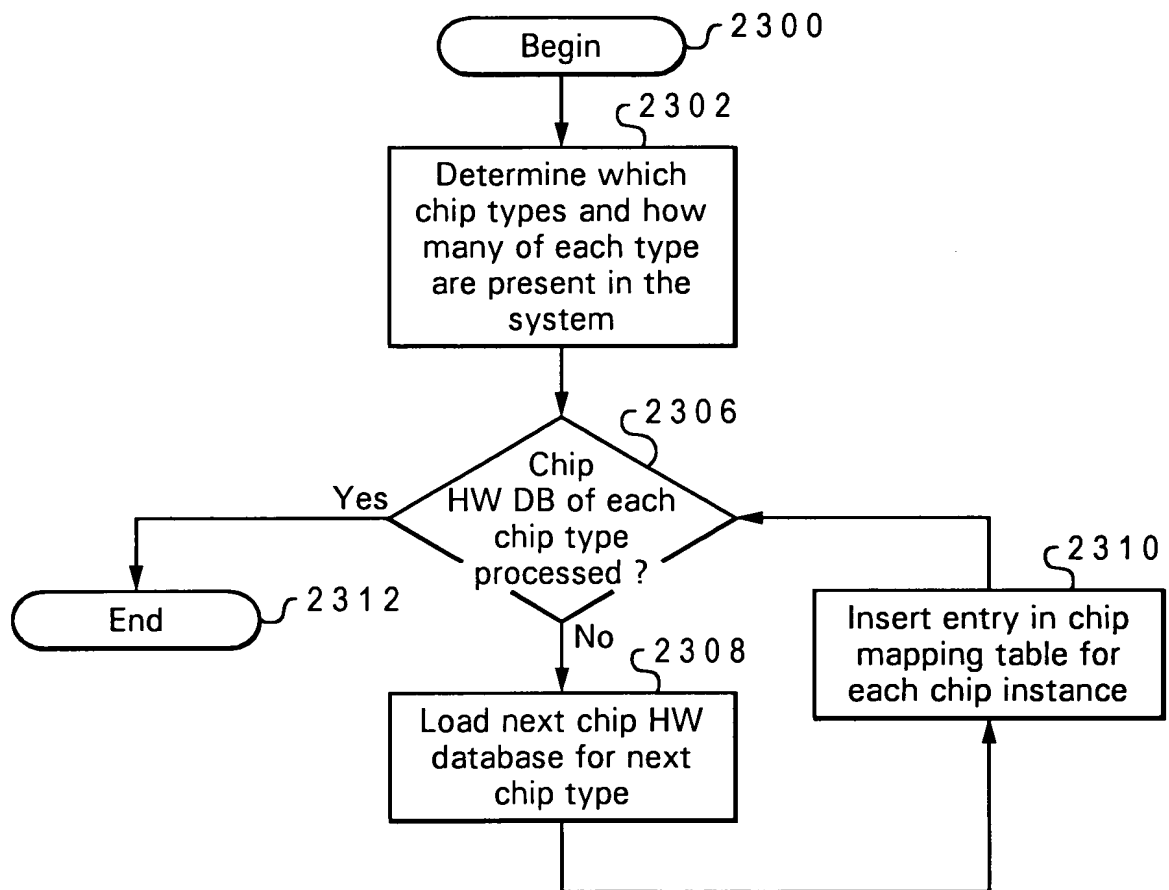 Begin
2300
2302
Determine which
chip types and how
many of each type
are present in the
system
2306
Chip
HW DB of each
chip type
processed ?
Yes
No
End
2312
2308
Load next chip HW
database for next
chip type
2310
Insert entry in chip
mapping table for
each chip instance